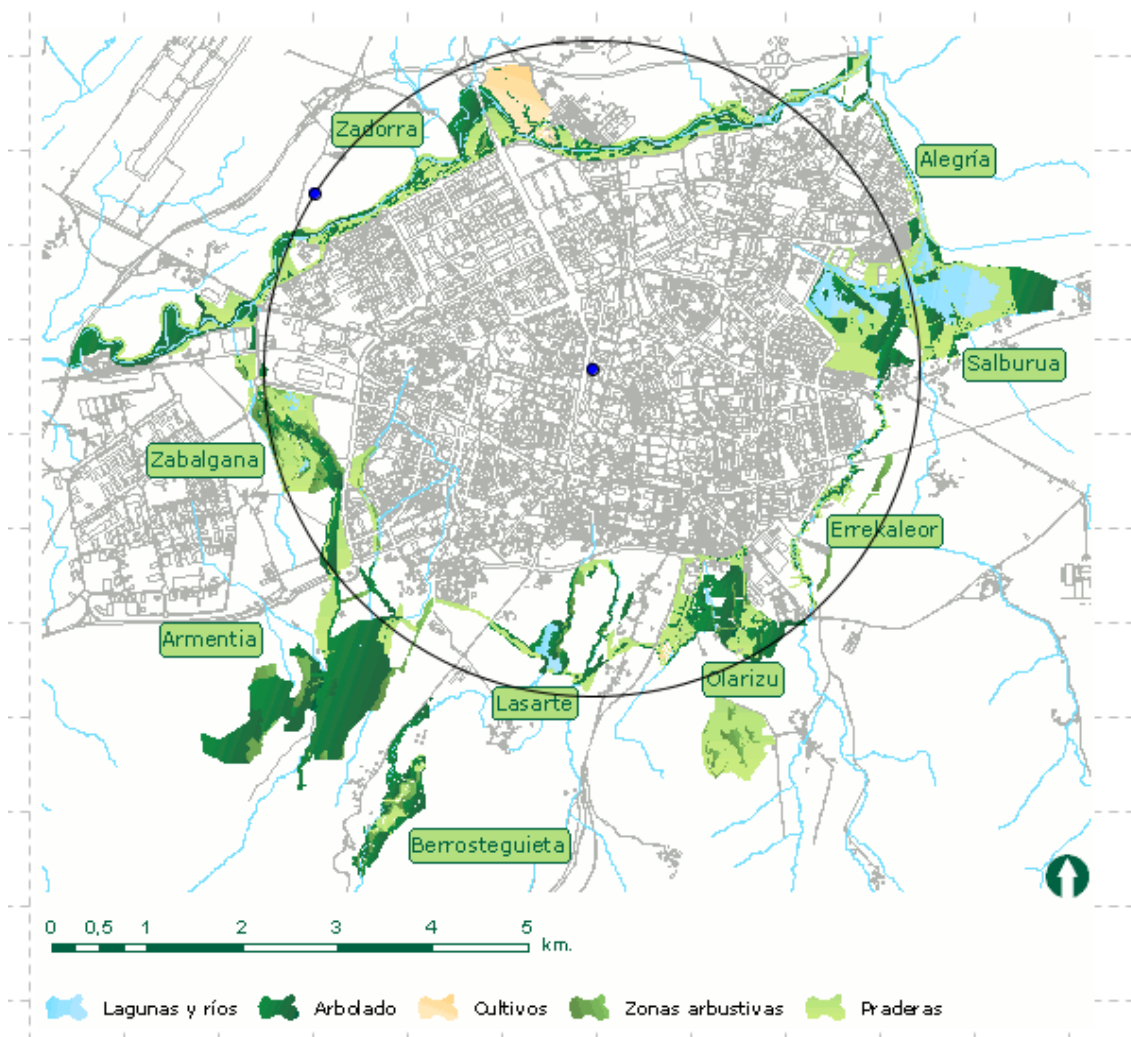 Zadorra
Alegría
Salburua
Zabalgana
Errekaleor
Armentia
Olarizu
Lasarte
Berrosteguieta
0 0,5 1 2 3 4 5
km.
Lagunas y ríos Arbolado Cultivos Zonas arbustivas Praderas